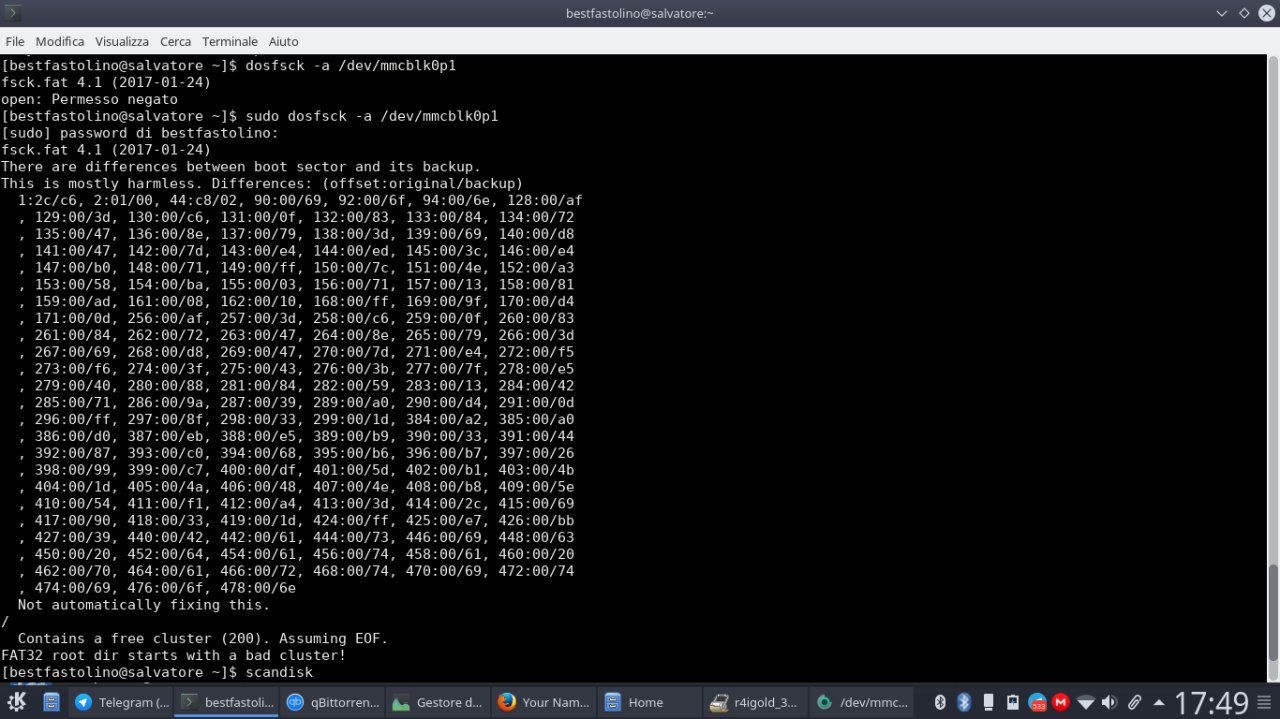 bestfastolino@salvatore:~
File Modifica Visualizza Cerca Terminale Aiuto
[bestfastolino@salvatore ~]$ dosfsck -a /dev/mmcblk0p1
fsck.fat 4.1 (2017-01-24)
open: Permesso negato
[bestfastolino@salvatore ~]$ sudo dosfsck -a /dev/mmcblk0p1
[sudo] password di bestfastolino:
fsck.fat 4.1 (2017-01-24)
There are differences between boot sector and its backup.
This is mostly harmless. Differences: (offset:original/backup)
  1:2c/c6, 2:01/00, 44:c8/02, 90:00/69, 92:00/6f, 94:00/6e, 128:00/af
  , 129:00/3d, 130:00/c6, 131:00/0f, 132:00/83, 133:00/84, 134:00/72
  , 135:00/47, 136:00/8e, 137:00/79, 138:00/3d, 139:00/69, 140:00/d8
  , 141:00/47, 142:00/7d, 143:00/e4, 144:00/ed, 145:00/3c, 146:00/e4
  , 147:00/b0, 148:00/71, 149:00/ff, 150:00/7c, 151:00/4e, 152:00/a3
  , 153:00/58, 154:00/ba, 155:00/03, 156:00/71, 157:00/13, 158:00/81
  , 159:00/ad, 161:00/08, 162:00/10, 168:00/ff, 169:00/9f, 170:00/d4
  , 171:00/0d, 256:00/af, 257:00/3d, 258:00/c6, 259:00/0f, 260:00/83
  , 261:00/84, 262:00/72, 263:00/47, 264:00/8e, 265:00/79, 266:00/3d
  , 267:00/69, 268:00/d8, 269:00/47, 270:00/7d, 271:00/e4, 272:00/f5
  , 273:00/f6, 274:00/3f, 275:00/43, 276:00/3b, 277:00/7f, 278:00/e5
  , 279:00/40, 280:00/88, 281:00/84, 282:00/59, 283:00/13, 284:00/42
  , 285:00/71, 286:00/9a, 287:00/39, 289:00/a0, 290:00/d4, 291:00/0d
  , 296:00/ff, 297:00/8f, 298:00/33, 299:00/1d, 384:00/a2, 385:00/a0
  , 386:00/d0, 387:00/eb, 388:00/e5, 389:00/b9, 390:00/33, 391:00/44
  , 392:00/87, 393:00/c0, 394:00/68, 395:00/b6, 396:00/b7, 397:00/26
  , 398:00/99, 399:00/c7, 400:00/df, 401:00/5d, 402:00/b1, 403:00/4b
  , 404:00/1d, 405:00/4a, 406:00/48, 407:00/4e, 408:00/b8, 409:00/5e
  , 410:00/54, 411:00/f1, 412:00/a4, 413:00/3d, 414:00/2c, 415:00/69
  , 417:00/90, 418:00/33, 419:00/1d, 424:00/ff, 425:00/e7, 426:00/bb
  , 427:00/39, 440:00/42, 442:00/61, 444:00/73, 446:00/69, 448:00/63
  , 450:00/20, 452:00/64, 454:00/61, 456:00/74, 458:00/61, 460:00/20
  , 462:00/70, 464:00/61, 466:00/72, 468:00/74, 470:00/69, 472:00/74
  , 474:00/69, 476:00/6f, 478:00/6e
  Not automatically fixing this.
/
  Contains a free cluster (200). Assuming EOF.
FAT32 root dir starts with a bad cluster!
[bestfastolino@salvatore ~]$ scandisk
Telegram (... bestfastoli... qBittorren... Gestore d... Your Nam... Home r4igold_3... /dev/mmc... 533 M 17:49